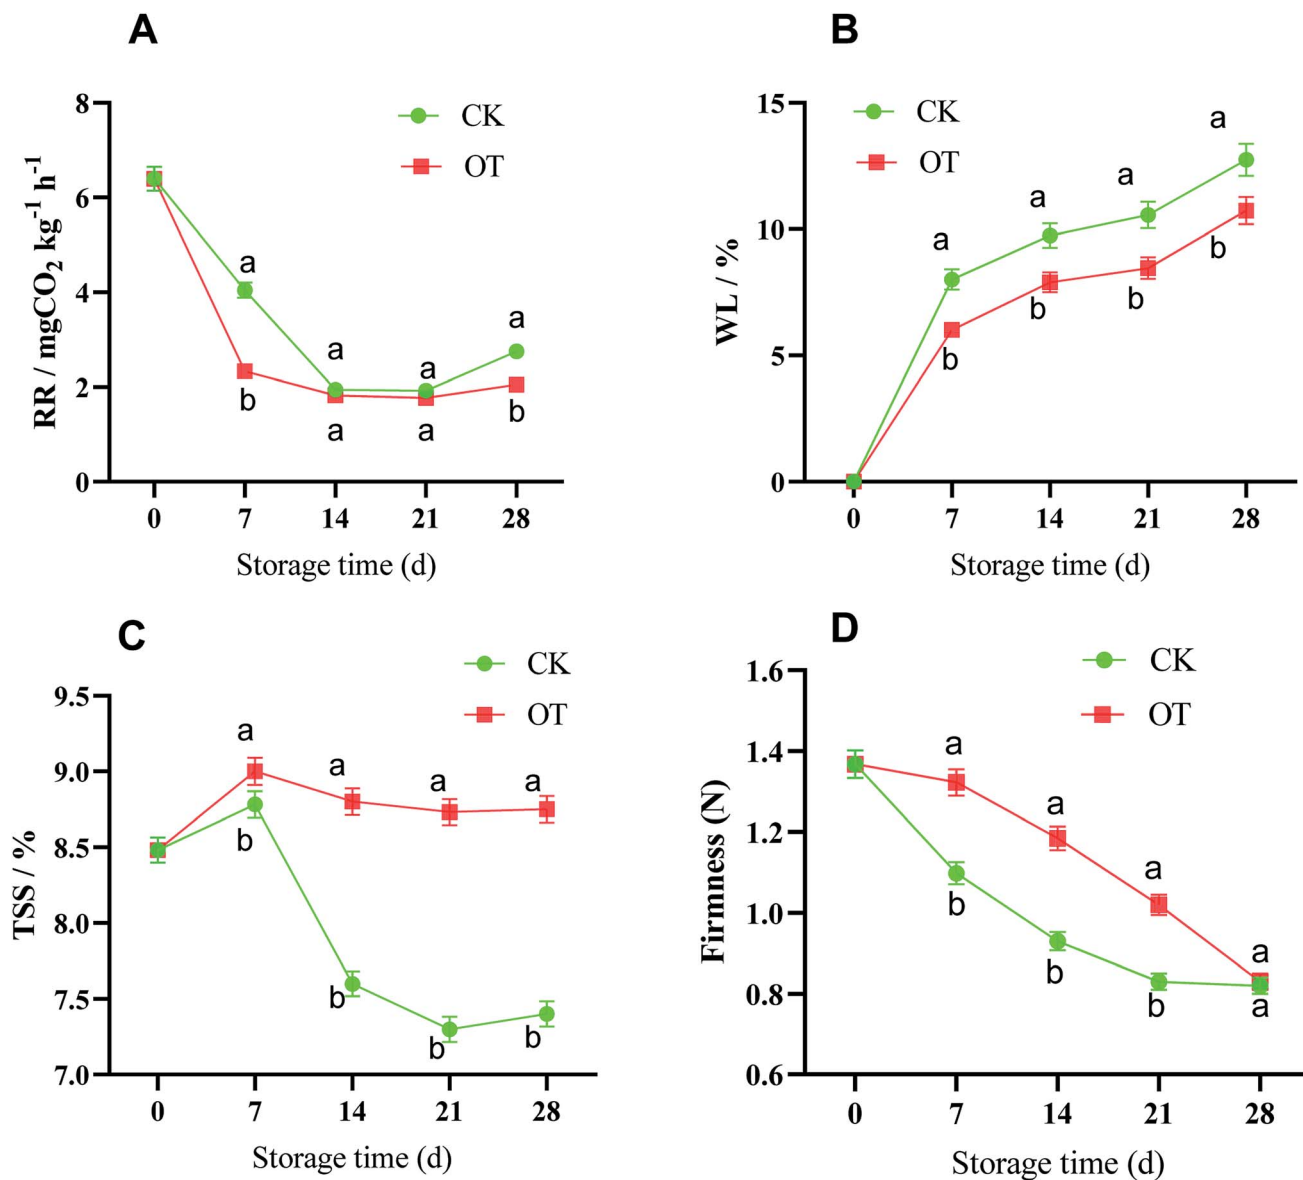 A
RR / mgCO2 kg-1 h-1
8
6
4
2
0
CK
OT
a
b
a
a
a
a
a
b
0 7 14 21 28
Storage time (d)
B
WL / %
15
10
5
0
CK
OT
a
b
a
b
a
b
a
b
0 7 14 21 28
Storage time (d)
C
TSS / %
9.5
9.0
8.5
8.0
7.5
7.0
CK
OT
a
b
a
b
a
b
a
b
0 7 14 21 28
Storage time (d)
D
Firmness (N)
1.6
1.4
1.2
1.0
0.8
0.6
CK
OT
a
b
a
b
a
b
a
a
0 7 14 21 28
Storage time (d)